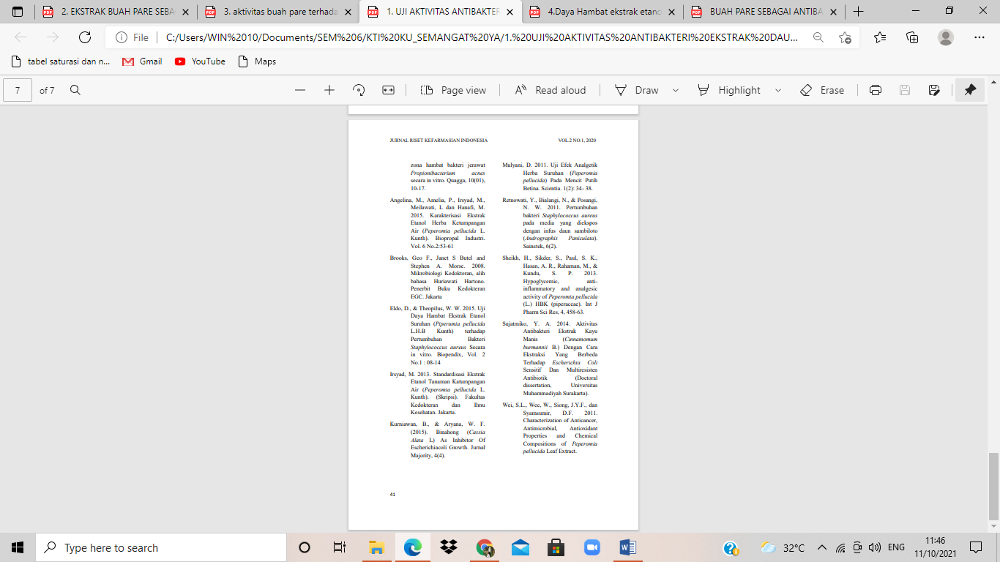 2. EKSTRAK BUAH PARE SEBA
3. aktivitas buah pare terhada
1. UJI AKTIVITAS ANTIBAKTER
4.Daya Hambat ekstrak etano
BUAH PARE SEBAGAI ANTIBA
File
C:/Users/WIN%2010/Documents/SEM%206/KTI%20KU_SEMANGAT%20YA/1.%20UJI%20AKTIVITAS%20ANTIBAKTERI%20EKSTRAK%20DAU...
tabel saturasi dan n...
Gmail
YouTube
Maps
7 of 7
Page view
Read aloud
Draw
Highlight
Erase
JURNAL RISET KEFARMASIAN INDONESIA
VOL.2 NO.1, 2020
zona hambat bakteri jerawat
Propionibacterium acnes
secara in vitro. Quagga, 10(01),
10-17.
Angelina, M., Amelia, P., Irsyad, M.,
Meilawati, L dan Hanafi, M.
2015. Karakterisasi Ekstrak
Etanol Herba Ketumpangan
Air (Peperomia pellucida L.
Kunth). Biopropal Industri.
Vol. 6 No.2:53-61
Brooks, Geo F., Janet S Butel and
Stephen A. Morse. 2008.
Mikrobiologi Kedokteran, alih
bahasa Huriawati Hartono.
Penerbit Buku Kedokteran
EGC. Jakarta
Eldo, D., & Theopilus, W. W. 2015. Uji
Daya Hambat Ekstrak Etanol
Suruhan (Piperumia pellucida
L.H.B Kunth) terhadap
Pertumbuhan Bakteri
Staphylococcus aureus Secara
in vitro. Biopendix, Vol. 2
No.1 : 08-14
Irsyad, M. 2013. Standardisasi Ekstrak
Etanol Tanaman Katumpangan
Air (Peperomia pellucida L.
Kunth). (Skripsi). Fakultas
Kedokteran dan Ilmu
Kesehatan. Jakarta.
Kurniawan, B., & Aryana, W. F.
(2015). Binahong (Cassia
Alata L) As Inhibitor Of
Escherichiacoli Growth. Jurnal
Majority, 4(4).
Mulyani, D. 2011. Uji Efek Analgetik
Herba Suruhan (Peperomia
pellucida) Pada Mencit Putih
Betina. Scientia. 1(2): 34- 38.
Retnowati, Y., Bialangi, N., & Posangi,
N. W. 2011. Pertumbuhan
bakteri Staphylococcus aureus
pada media yang diekspos
dengan infus daun sambiloto
(Andrographis Paniculata).
Sainstek, 6(2).
Sheikh, H., Sikder, S., Paul, S. K.,
Hasan, A. R., Rahaman, M., &
Kundu, S. P. 2013.
Hypoglycemic, anti-
inflammatory and analgesic
activity of Peperomia pellucida
(L.) HBK (piperaceae). Int J
Pharm Sci Res, 4, 458-63.
Sujatmiko, Y. A. 2014. Aktivitas
Antibakteri Ekstrak Kayu
Manis (Cinnamomum
burmannii B.) Dengan Cara
Ekstraksi Yang Berbeda
Terhadap Escherichia Coli
Sensitif Dan Multiresisten
Antibiotik (Doctoral
dissertation, Universitas
Muhammadiyah Surakarta).
Wei, S.L., Wee, W., Siong, J.Y.F., dan
Syamsumir, D.F. 2011.
Characterization of Anticancer,
Antimicrobial, Antioxidant
Properties and Chemical
Compositions of Peperomia
pellucida Leaf Extract.
41
Type here to search
32°C
ENG
11:46
11/10/2021